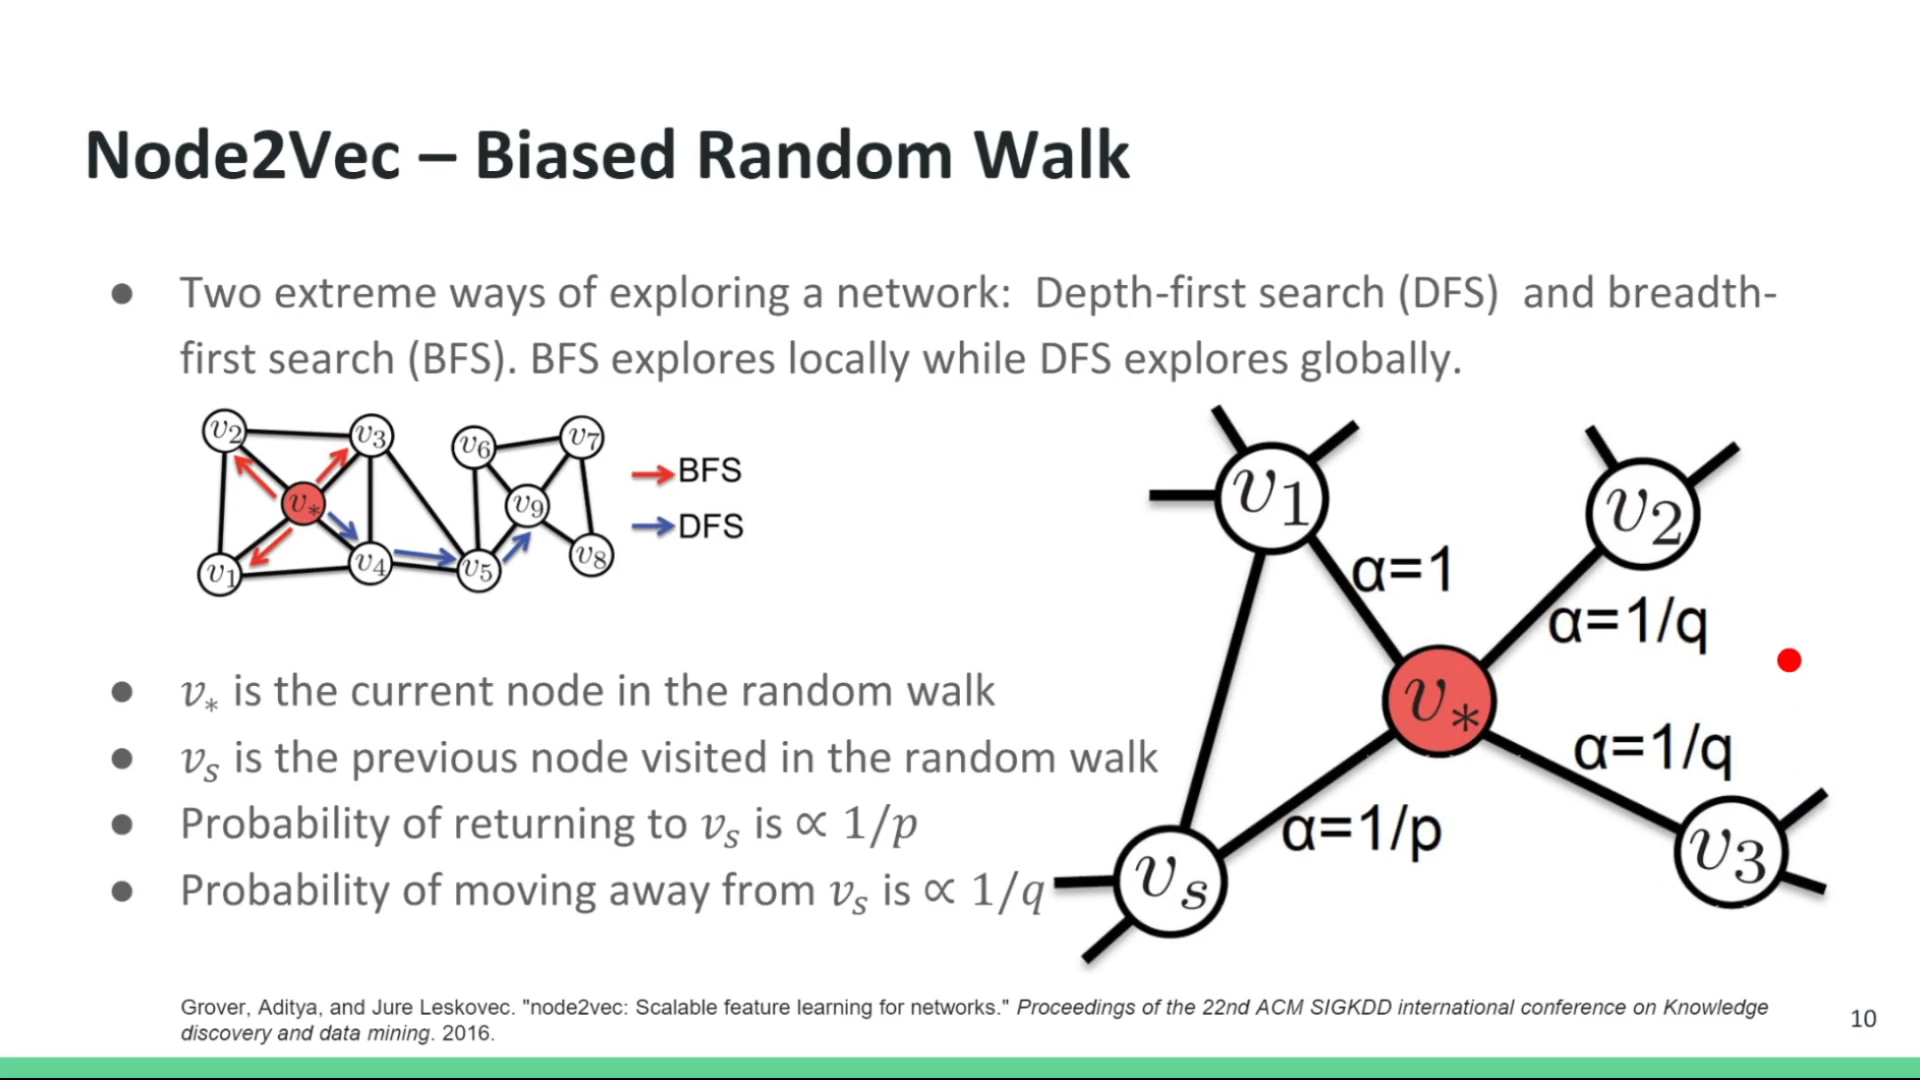 Node2Vec – Biased Random Walk
● Two extreme ways of exploring a network:  Depth-first search (DFS)  and breadth-
first search (BFS). BFS explores locally while DFS explores globally.
v2 v3 v6 v7
BFS
v* v9
DFS
v1 v4 v5 v8
v1 v2
α=1
α=1/q
v*
α=1/q
α=1/p
vs v3
● v* is the current node in the random walk
● vs is the previous node visited in the random walk
● Probability of returning to vs is ∝ 1/p
● Probability of moving away from vs is ∝ 1/q
Grover, Aditya, and Jure Leskovec. "node2vec: Scalable feature learning for networks." Proceedings of the 22nd ACM SIGKDD international conference on Knowledge
discovery and data mining. 2016.
10